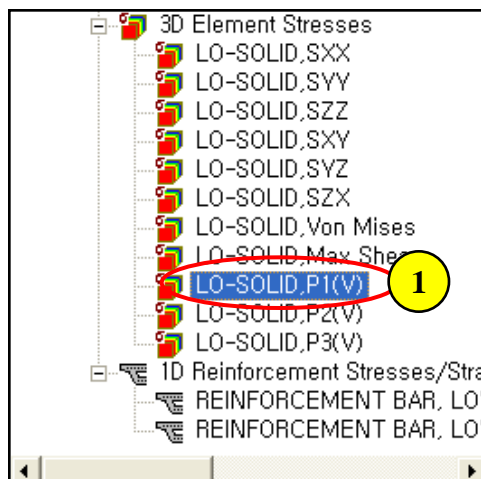 3D Element Stresses
LO-SOLID,SXX
LO-SOLID,SYY
LO-SOLID,SZZ
LO-SOLID,SXY
LO-SOLID,SYZ
LO-SOLID,SZX
LO-SOLID,Von Mises
LO-SOLID,Max Shea
LO-SOLID,P1(V) 1
LO-SOLID,P2(V)
LO-SOLID,P3(V)
1D Reinforcement Stresses/Stra
REINFORCEMENT BAR, LO
REINFORCEMENT BAR, LO